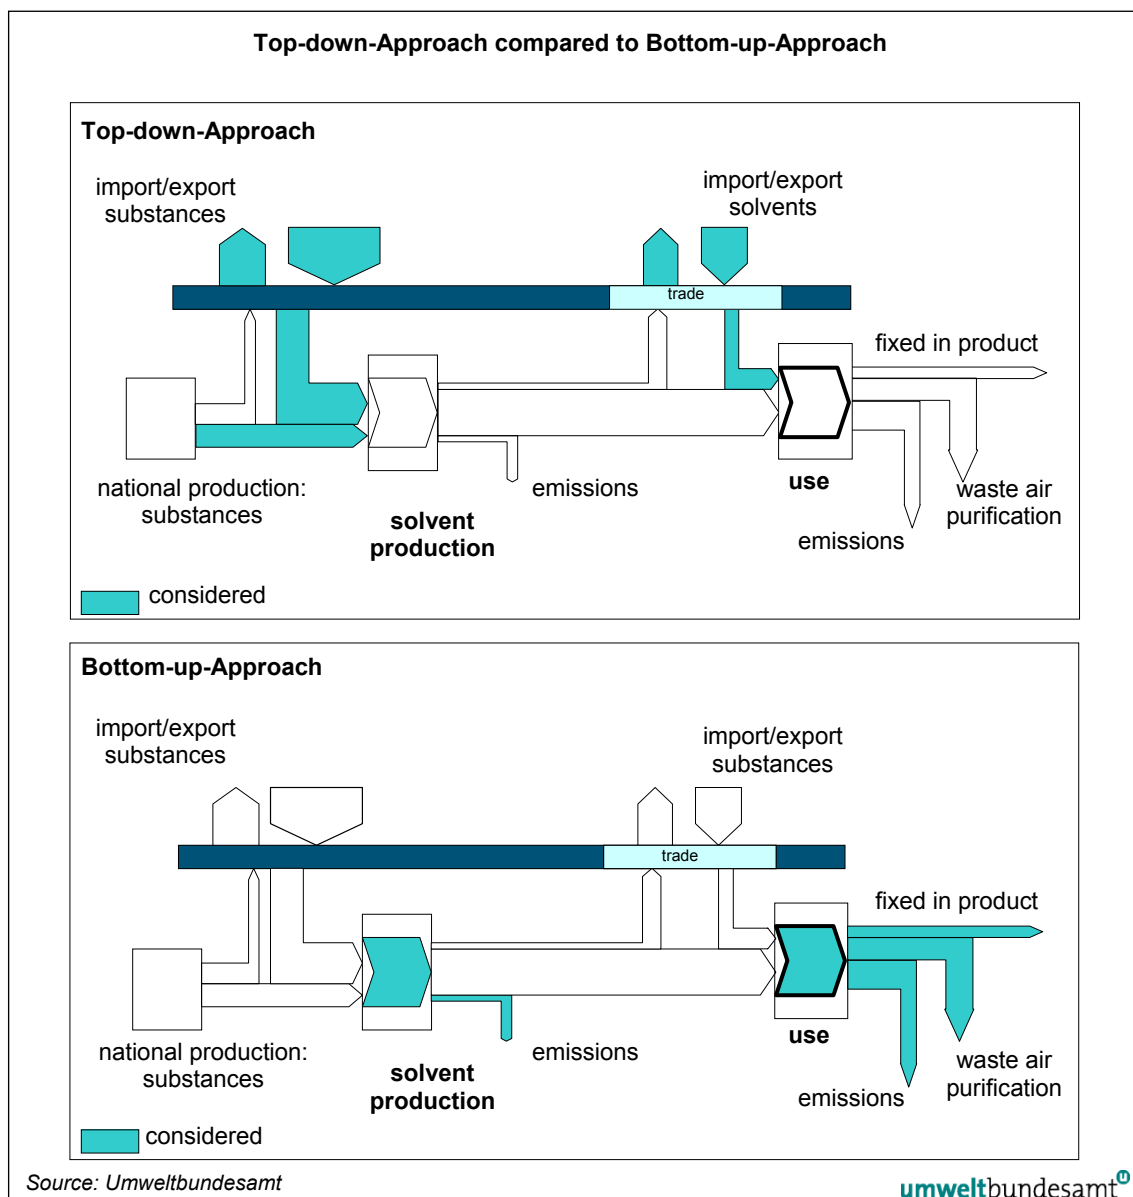 Top-down-Approach compared to Bottom-up-Approach
Top-down-Approach
import/export
substances
import/export
solvents
trade
fixed in product
national production:
substances
emissions
solvent
production
use
waste air
purification
emissions
considered
Bottom-up-Approach
import/export
substances
import/export
substances
trade
fixed in product
national production:
substances
emissions
solvent
production
use
waste air
purification
emissions
considered
Source: Umweltbundesamt
umweltbundesamt
u